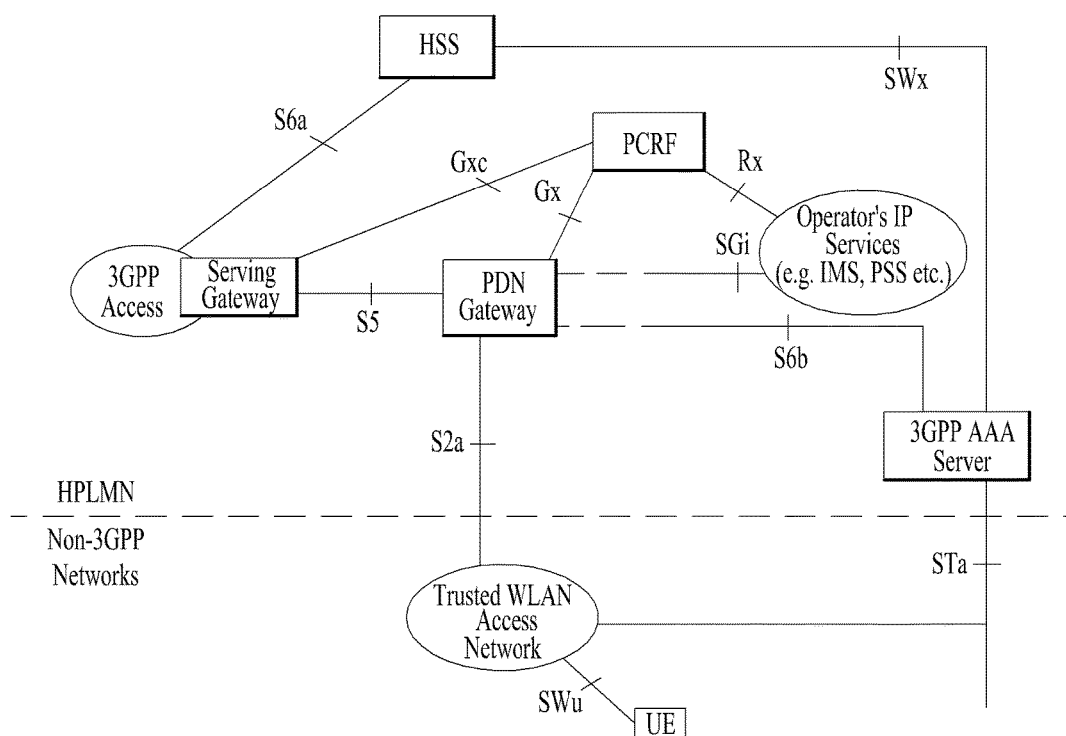 HSS
SWx
S6a
PCRF
Gxc
Rx
Gx
Operator's IP
Services
(e.g. IMS, PSS etc.)
SGi
3GPP
Access
Serving
Gateway
PDN
Gateway
S5
S6b
S2a
3GPP AAA
Server
HPLMN
Non-3GPP
Networks
STa
Trusted WLAN
Access
Network
SWu
UE